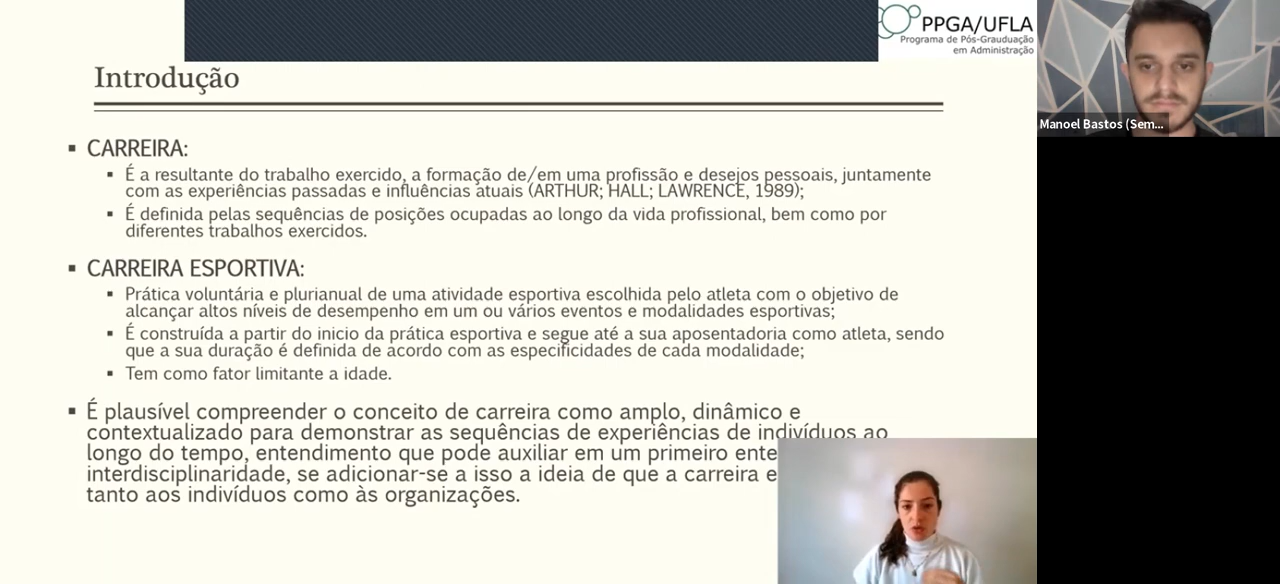 PPGA/UFLA
Programa de Pós-Grauduação
em Administração
Introdução
CARREIRA:
É a resultante do trabalho exercido, a formação de/em uma profissão e desejos pessoais, juntamente
com as experiências passadas e influências atuais (ARTHUR; HALL; LAWRENCE, 1989);
É definida pelas sequências de posições ocupadas ao longo da vida profissional, bem como por
diferentes trabalhos exercidos.
CARREIRA ESPORTIVA:
Prática voluntária e plurianual de uma atividade esportiva escolhida pelo atleta com o objetivo de
alcançar altos níveis de desempenho em um ou vários eventos e modalidades esportivas;
É construída a partir do inicio da prática esportiva e segue até a sua aposentadoria como atleta, sendo
que a sua duração é definida de acordo com as especificidades de cada modalidade;
Tem como fator limitante a idade.
É plausível compreender o conceito de carreira como amplo, dinâmico e
contextualizado para demonstrar as sequências de experiências de indivíduos ao
longo do tempo, entendimento que pode auxiliar em um primeiro ente
interdisciplinaridade, se adicionar-se a isso a ideia de que a carreira e
tanto aos indivíduos como às organizações.
Manoel Bastos (Sem...